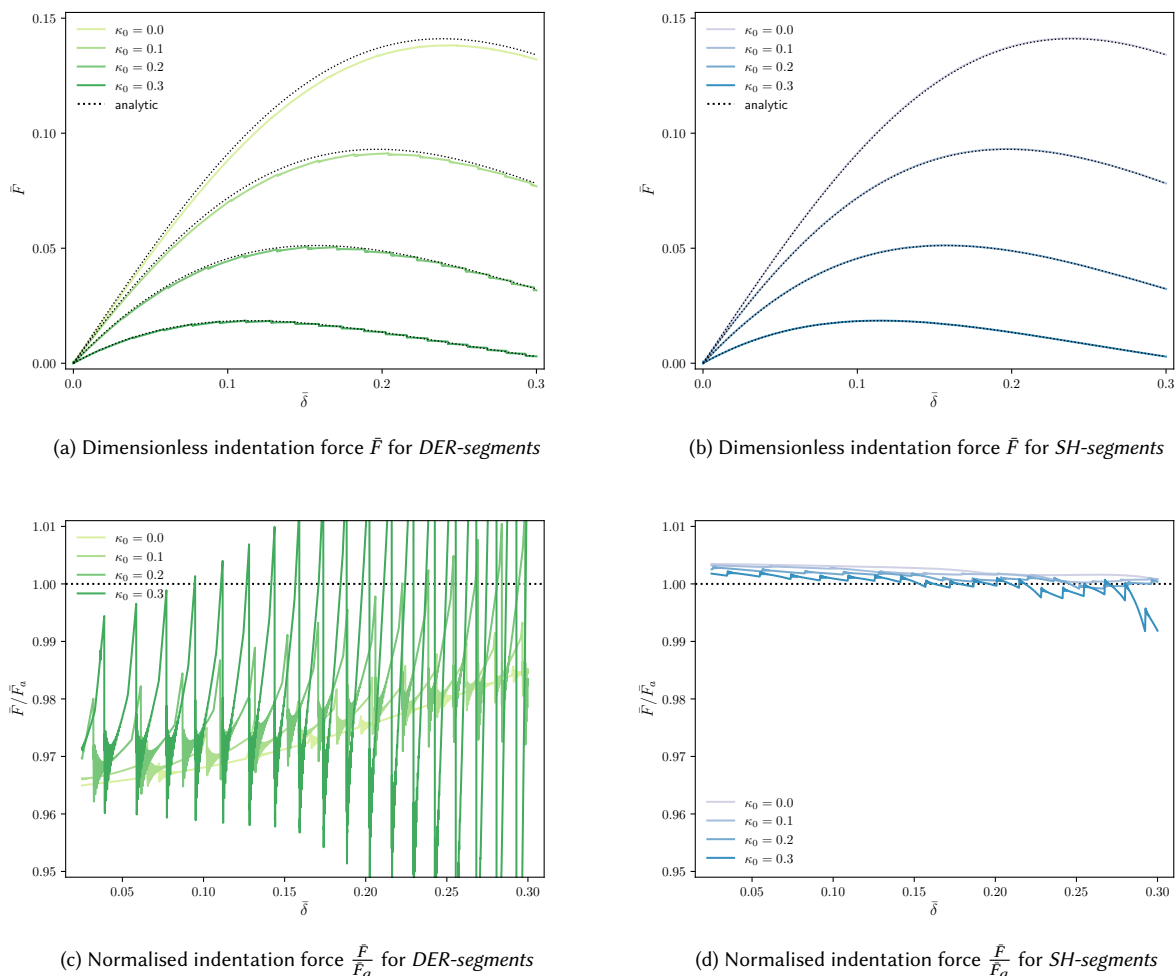 0.15
0.10
0.05
0.00
F̄
κ₀ = 0.0
κ₀ = 0.1
κ₀ = 0.2
κ₀ = 0.3
analytic
0.0
0.1
0.2
0.3
δ̄
(a) Dimensionless indentation force F̄ for DER-segments
0.15
0.10
0.05
0.00
F̄
κ₀ = 0.0
κ₀ = 0.1
κ₀ = 0.2
κ₀ = 0.3
analytic
0.0
0.1
0.2
0.3
δ̄
(b) Dimensionless indentation force F̄ for SH-segments
1.01
1.00
0.99
0.98
0.97
0.96
0.95
F̄/F̄ₐ
κ₀ = 0.0
κ₀ = 0.1
κ₀ = 0.2
κ₀ = 0.3
0.05
0.10
0.15
0.20
0.25
0.30
δ̄
(c) Normalised indentation force F̄/F̄ₐ for DER-segments
1.01
1.00
0.99
0.98
0.97
0.96
0.95
F̄/F̄ₐ
κ₀ = 0.0
κ₀ = 0.1
κ₀ = 0.2
κ₀ = 0.3
0.05
0.10
0.15
0.20
0.25
0.30
δ̄
(d) Normalised indentation force F̄/F̄ₐ for SH-segments